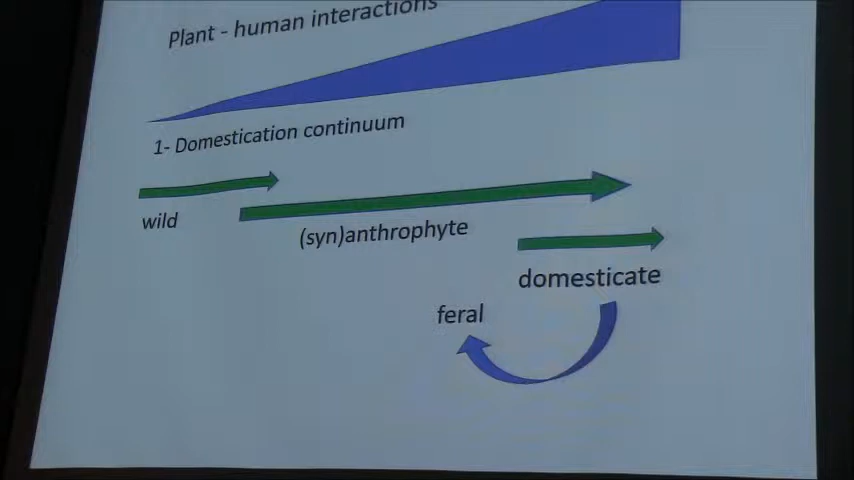 Plant - human interactions
1- Domestication continuum
wild
(syn)anthrophyte
domesticate
feral